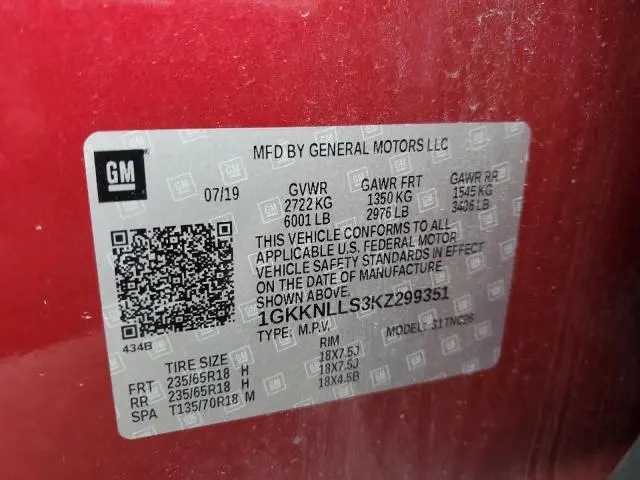 MFD BY GENERAL MOTORS LLC
GM
07/19 GVWR GAWR FRT GAWR RR
2722 KG 1350 KG 1545 KG
6001 LB 2976 LB 3406 LB
THIS VEHICLE CONFORMS TO ALL
APPLICABLE U.S. FEDERAL MOTOR
VEHICLE SAFETY STANDARDS IN EFFECT
ON THE DATE OF MANUFACTURE
SHOWN ABOVE.
1GKKNLLS3KZ299351
TYPE: M.P.V. MODEL: 31TNC26
434B
TIRE SIZE RIM
FRT 235/65R18 H 18X7.5J
RR 235/65R18 H 18X7.5J
SPA T135/70R18 M 18X4.5B